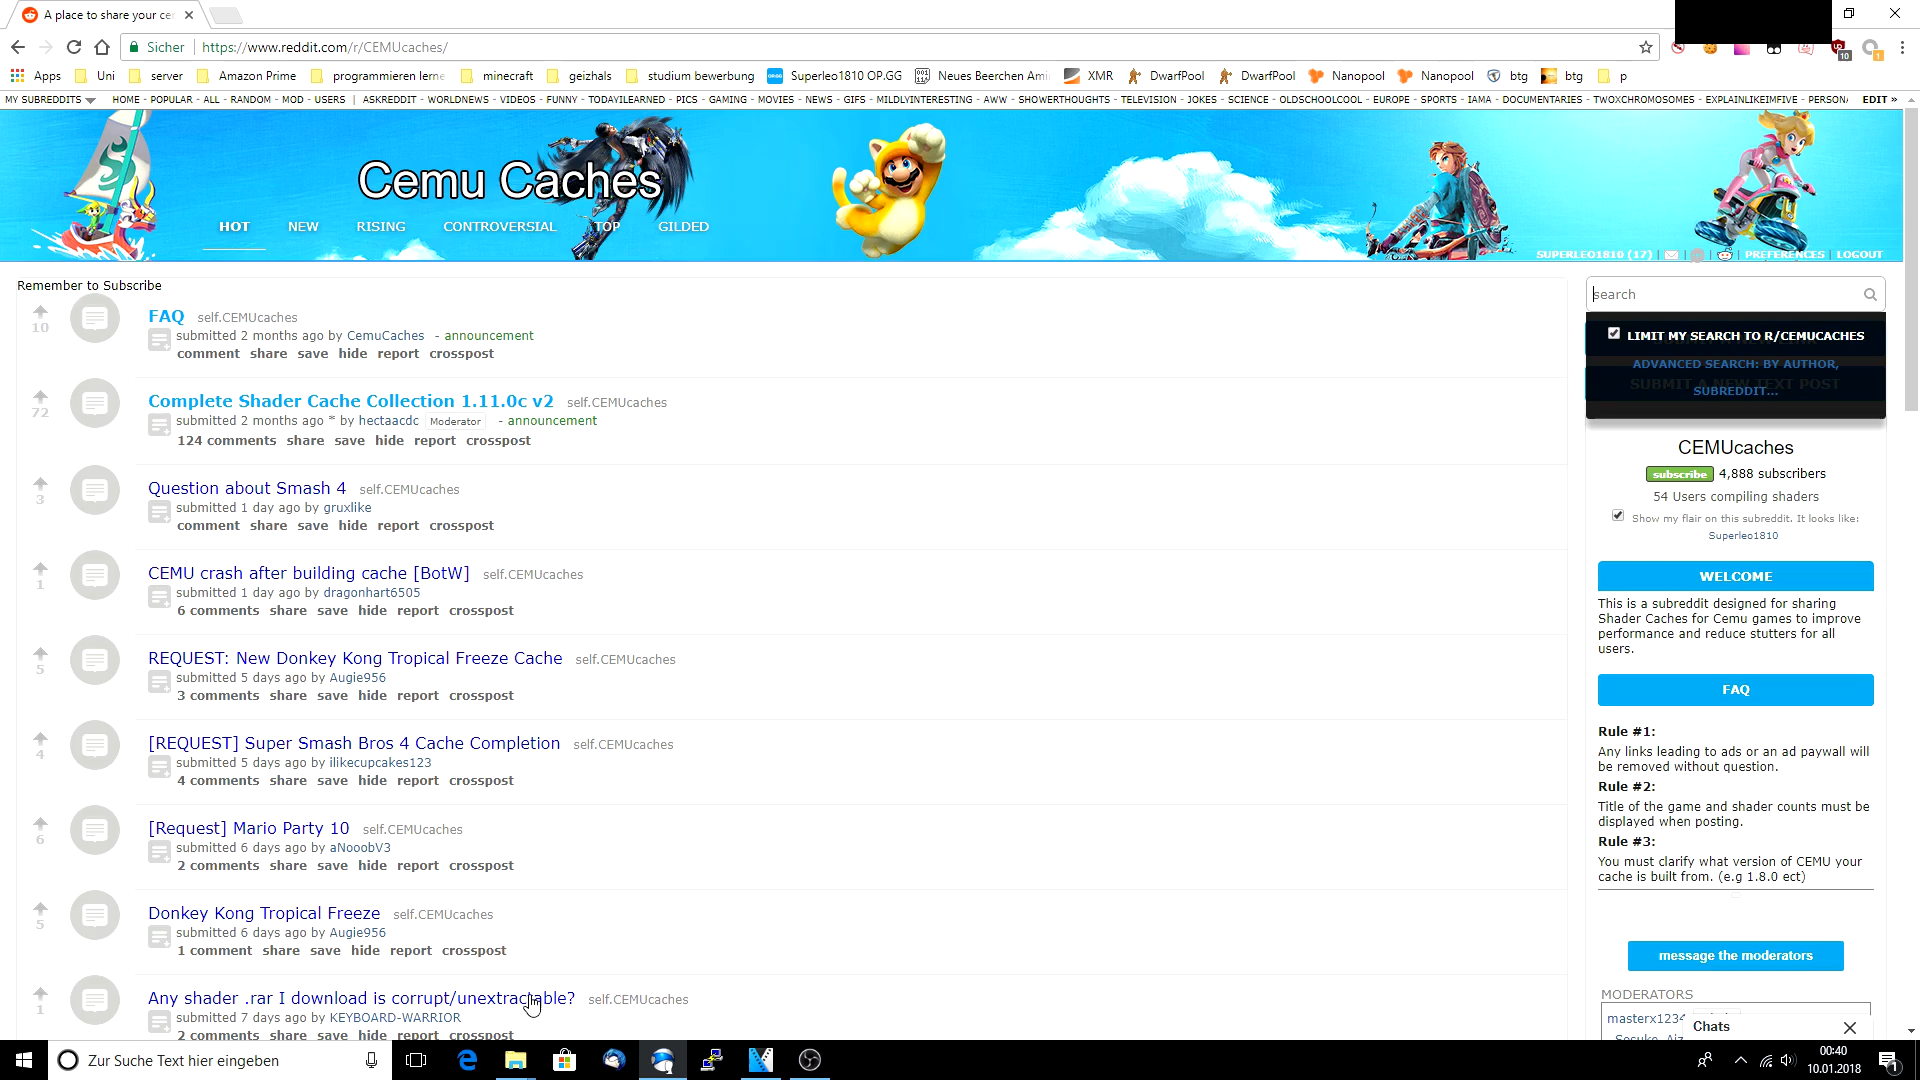 A place to share your ce
Sicher https://www.reddit.com/r/CEMUcaches/
10 1
Apps Uni server Amazon Prime programmieren lerne minecraft geizhals studium bewerbung Superleo1810 OP.GG Neues Beerchen Ami XMR DwarfPool DwarfPool Nanopool Nanopool btg btg p
MY SUBREDDITS HOME - POPULAR - ALL - RANDOM - MOD - USERS | ASKREDDIT - WORLDNEWS - VIDEOS - FUNNY - TODAYILEARNED - PICS - GAMING - MOVIES - NEWS - GIFS - MILDLYINTERESTING - AWW - SHOWERTHOUGHTS - TELEVISION - JOKES - SCIENCE - OLDSCHOOLCOOL - EUROPE - SPORTS - IAMA - DOCUMENTARIES - TWOXCHROMOSOMES - EXPLAINLIKEIMFIVE - PERSON EDIT »
Cemu Caches
HOT NEW RISING CONTROVERSIAL TOP GILDED
SUPERLEO1810 (17) | | | PREFERENCES | LOGOUT
Remember to Subscribe
10
FAQ self.CEMUcaches
submitted 2 months ago by CemuCaches - announcement
comment share save hide report crosspost
72
Complete Shader Cache Collection 1.11.0c v2 self.CEMUcaches
submitted 2 months ago * by hectaacdc Moderator - announcement
124 comments share save hide report crosspost
3
Question about Smash 4 self.CEMUcaches
submitted 1 day ago by gruxlike
comment share save hide report crosspost
1
CEMU crash after building cache [BotW] self.CEMUcaches
submitted 1 day ago by dragonhart6505
6 comments share save hide report crosspost
5
REQUEST: New Donkey Kong Tropical Freeze Cache self.CEMUcaches
submitted 5 days ago by Augie956
3 comments share save hide report crosspost
4
[REQUEST] Super Smash Bros 4 Cache Completion self.CEMUcaches
submitted 5 days ago by ilikecupcakes123
4 comments share save hide report crosspost
6
[Request] Mario Party 10 self.CEMUcaches
submitted 6 days ago by aNooobV3
2 comments share save hide report crosspost
5
Donkey Kong Tropical Freeze self.CEMUcaches
submitted 6 days ago by Augie956
1 comment share save hide report crosspost
1
Any shader .rar I download is corrupt/unextractable? self.CEMUcaches
submitted 7 days ago by KEYBOARD-WARRIOR
2 comments share save hide report crosspost
search
LIMIT MY SEARCH TO R/CEMUCACHES
ADVANCED SEARCH: BY AUTHOR,
SUBMIT A NEW TEXT POST
SUBREDDIT...
CEMUcaches
subscribe 4,888 subscribers
54 Users compiling shaders
Show my flair on this subreddit. It looks like:
Superleo1810
WELCOME
This is a subreddit designed for sharing
Shader Caches for Cemu games to improve
performance and reduce stutters for all
users.
FAQ
Rule #1:
Any links leading to ads or an ad paywall will
be removed without question.
Rule #2:
Title of the game and shader counts must be
displayed when posting.
Rule #3:
You must clarify what version of CEMU your
cache is built from. (e.g 1.8.0 ect)
message the moderators
MODERATORS
masterx1234
Chats
Zur Suche Text hier eingeben
00:40
10.01.2018
1